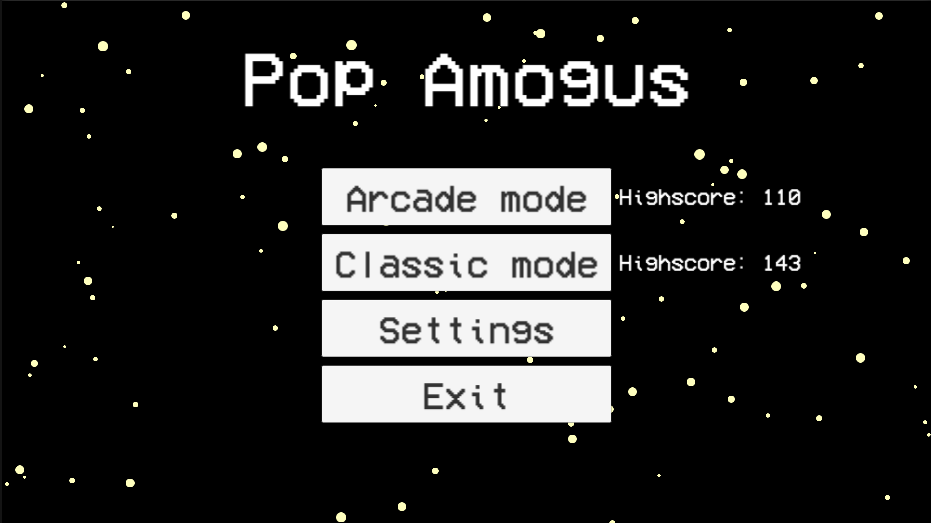 Pop Amogus
Arcade mode Highscore: 110
Classic mode Highscore: 143
Settings
Exit